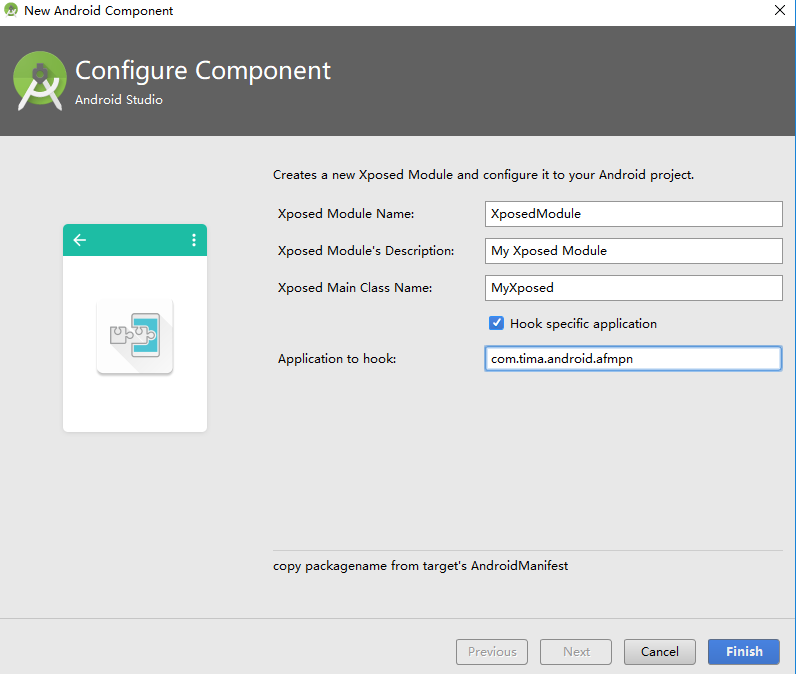 New Android Component
Configure Component
Android Studio
Creates a new Xposed Module and configure it to your Android project.
Xposed Module Name: XposedModule
Xposed Module's Description: My Xposed Module
Xposed Main Class Name: MyXposed
Hook specific application
Application to hook: com.tima.android.afmpn
copy packagename from target's AndroidManifest
Previous Next Cancel Finish